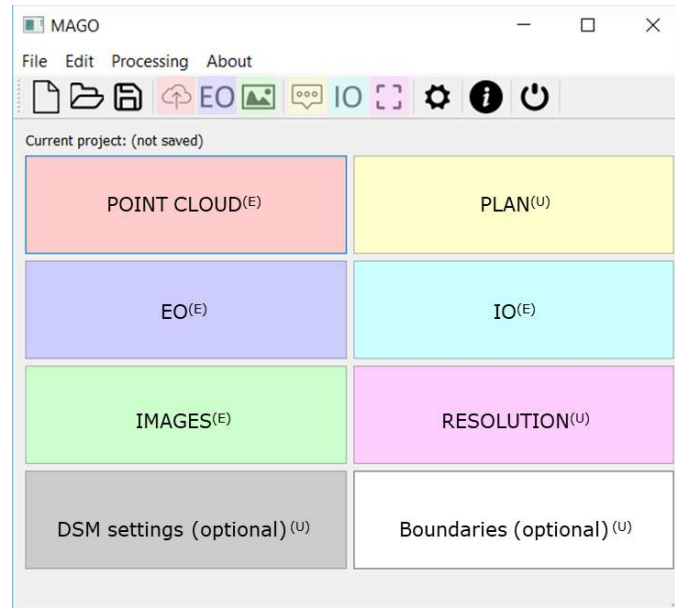 MAGO
File Edit Processing About
EO IO
Current project: (not saved)
POINT CLOUD(E) PLAN(U)
EO(E) IO(E)
IMAGES(E) RESOLUTION(U)
DSM settings (optional)(U) Boundaries (optional)(U)